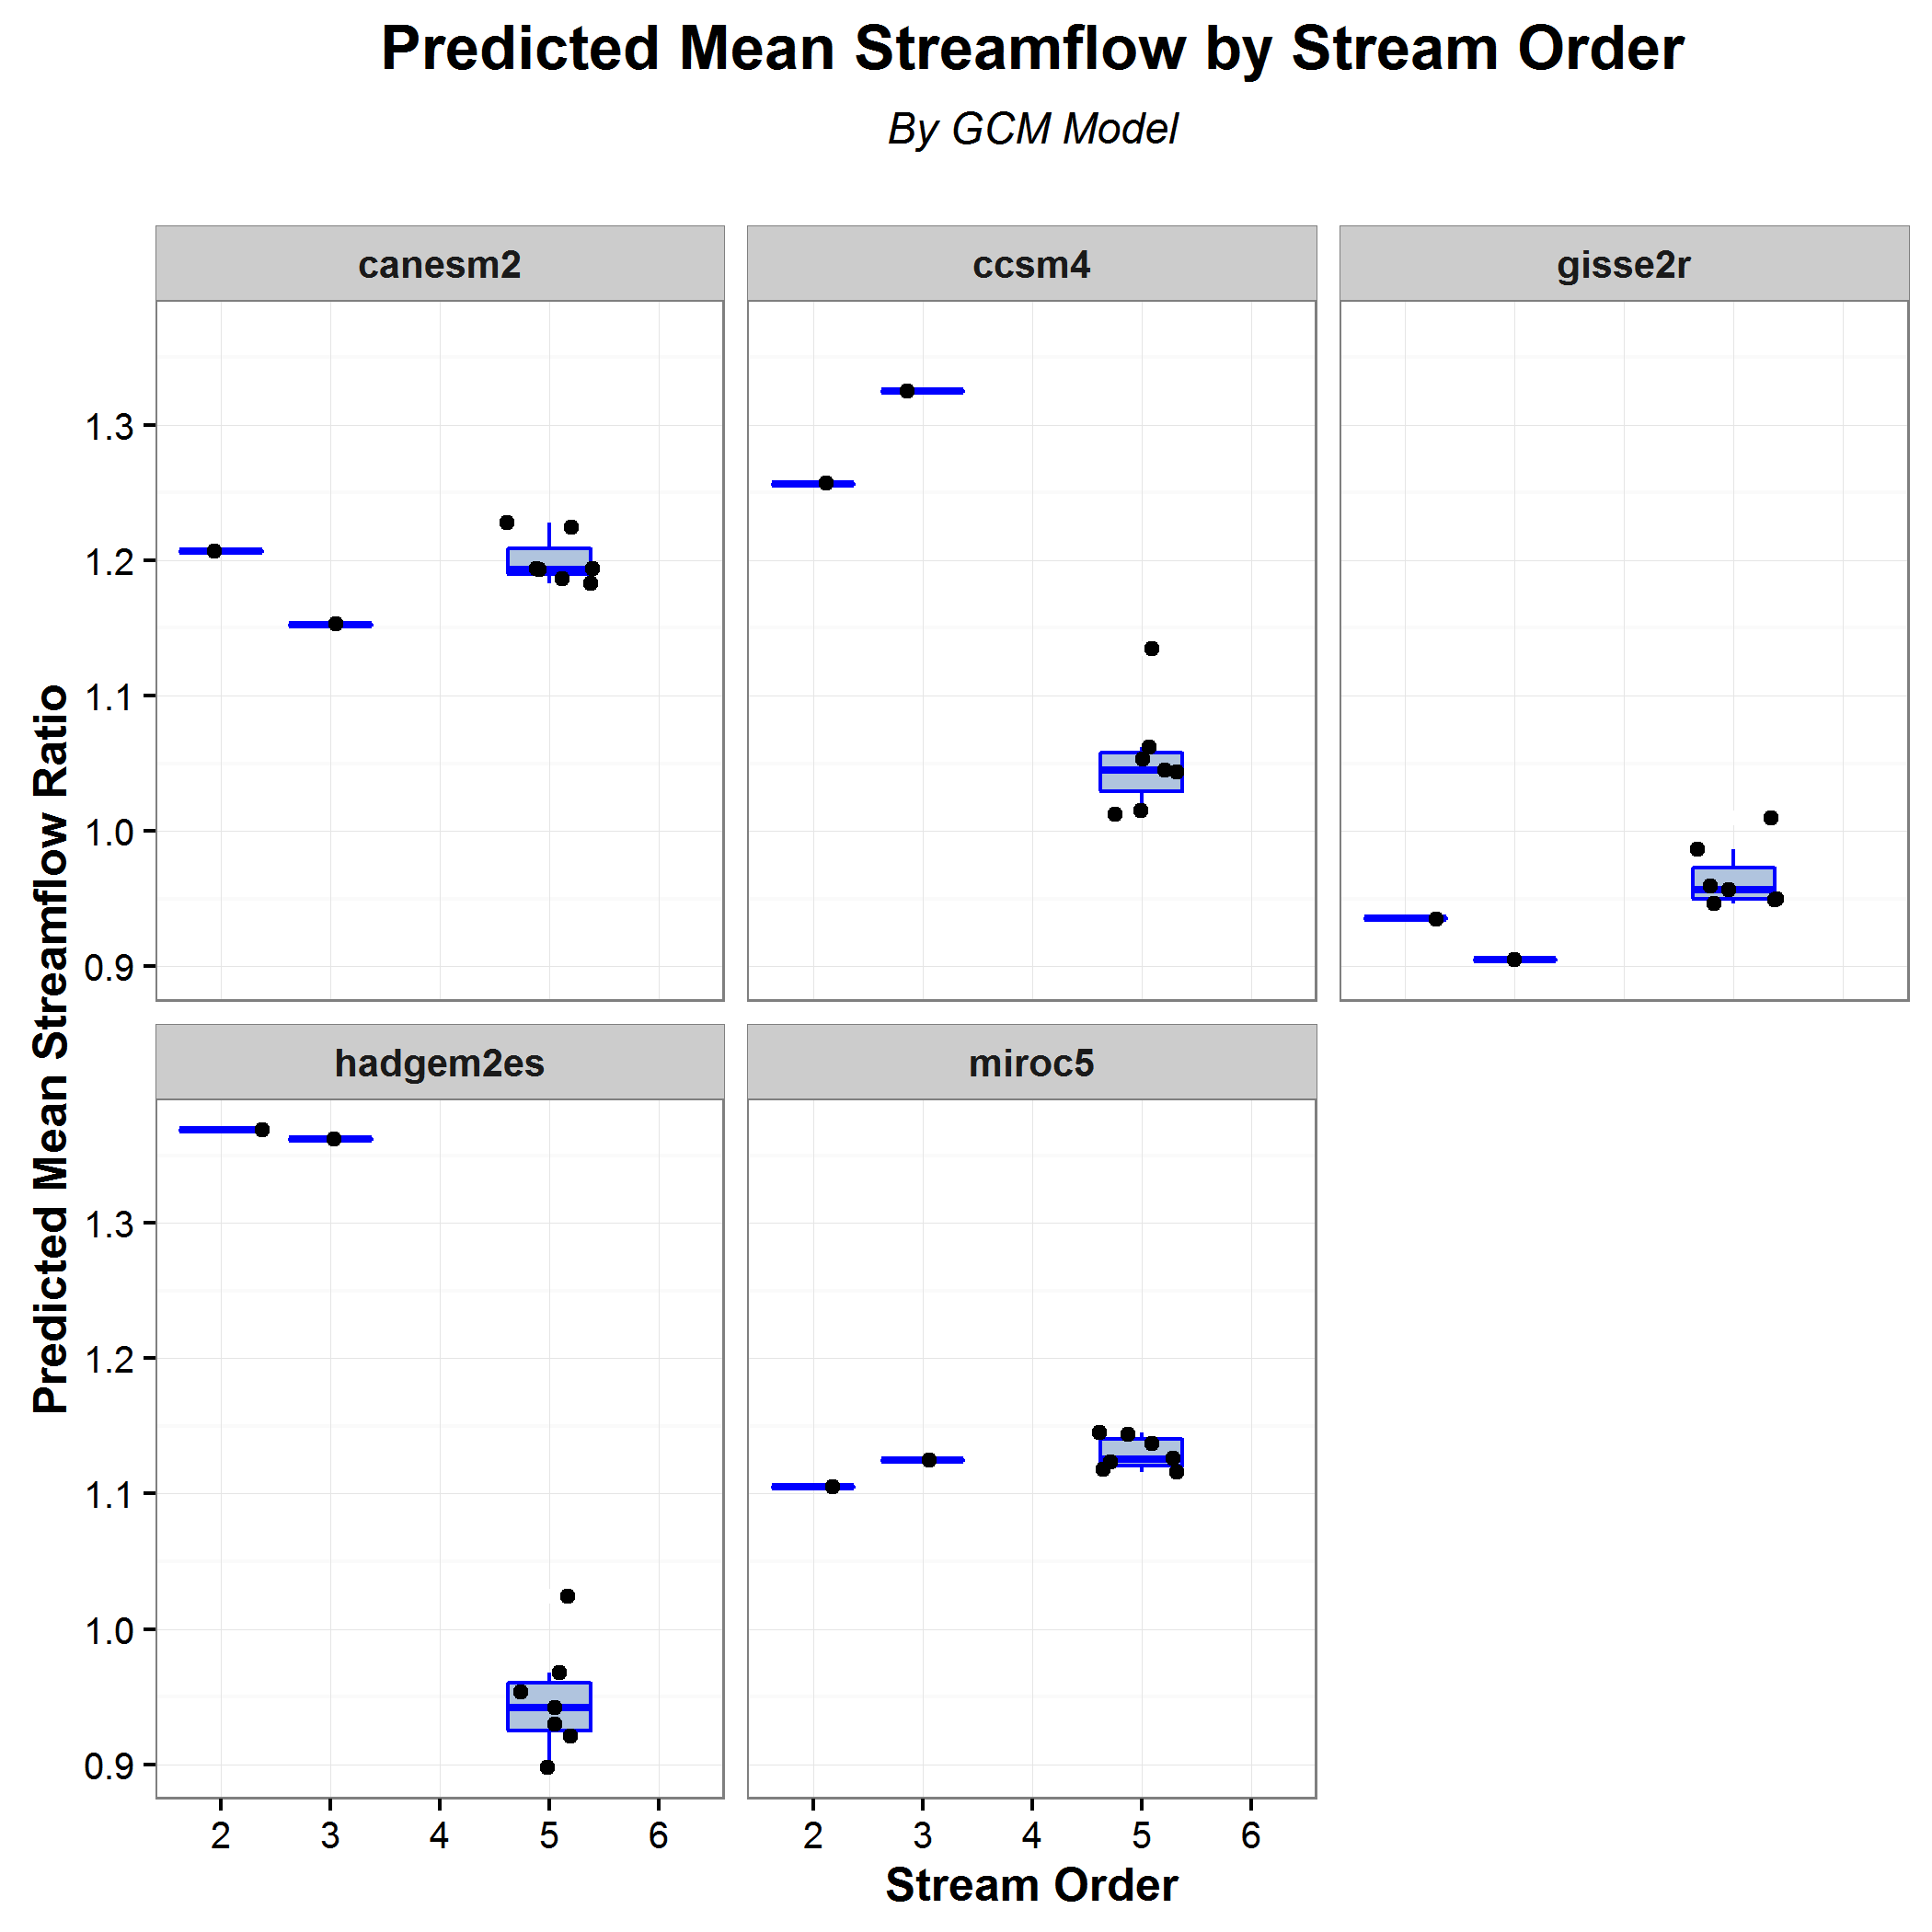 Predicted Mean Streamflow by Stream Order
By GCM Model
canesm2
ccsm4
gisse2r
1.3
1.2
1.1
1.0
0.9
Predicted Mean Streamflow Ratio
hadgem2es
miroc5
1.3
1.2
1.1
1.0
0.9
2 3 4 5 6
2 3 4 5 6
Stream Order